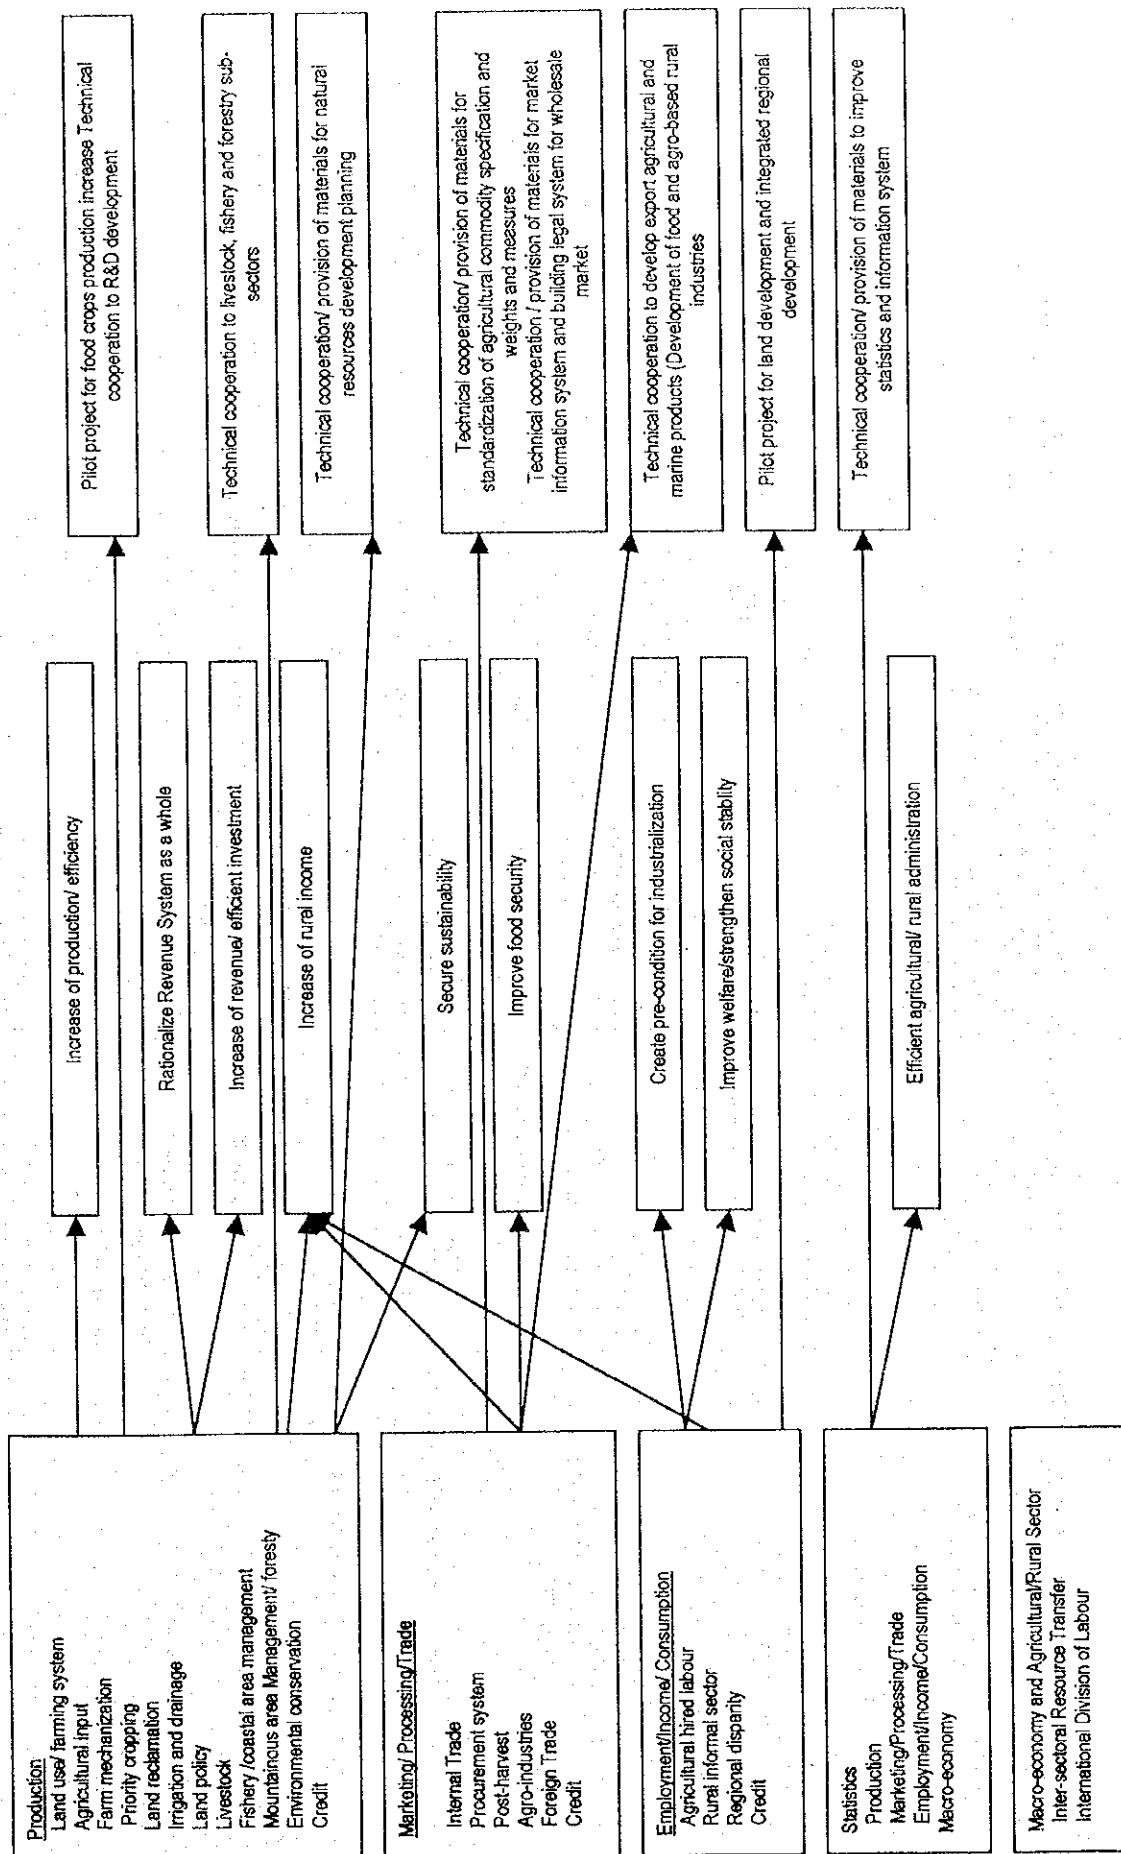 Production
Land use/ farming system
Agricultural input
Farm mechanization
Priority cropping
Land reclamation
Irrigation and drainage
Land policy
Livestock
Fishery /coastal area management
Mountainous area Management/ foresty
Environmental conservation
Credit
Marketing/ Processing/Trade
Internal Trade
Procurement system
Post-harvest
Agro-industries
Foreign Trade
Credit
Employment/Income/ Consumption
Agricultural hired labour
Rural informal sector
Regional disparity
Credit
Statistics
Production
Marketing/Processing/Trade
Employment/Income/Consumption
Macro-economy
Macro-economy and Agricultural/Rural Sector
Inter-sectoral Resource Transfer
International Division of Labour
Increase of production/ efficiency
Rationalize Revenue System as a whole
Increase of revenue/ efficient investment
Increase of rural income
Secure sustainability
Improve food security
Create pre-condition for industrialization
Improve welfare/strengthen social stablity
Efficient agricultural/ rural administration
Pilot project for food crops production increase Technical
cooperation to R&D development
Technical cooperation to livestock, fishery and forestry sub-
sectors
Technical cooperation/ provision of materials for natural
resources development planning
Technical cooperation/ provision of materials for
standardization of agricultural commodity specification and
weights and measures
Technical cooperation / provision of materials for market
information system and building legal system for wholesale
market
Technical cooperation to develop export agricultural and
marine products (Development of food and agro-based rural
industries
Pilot project for land development and integrated regional
development
Technical cooperation/ provision of materials to improve
statistics and information system